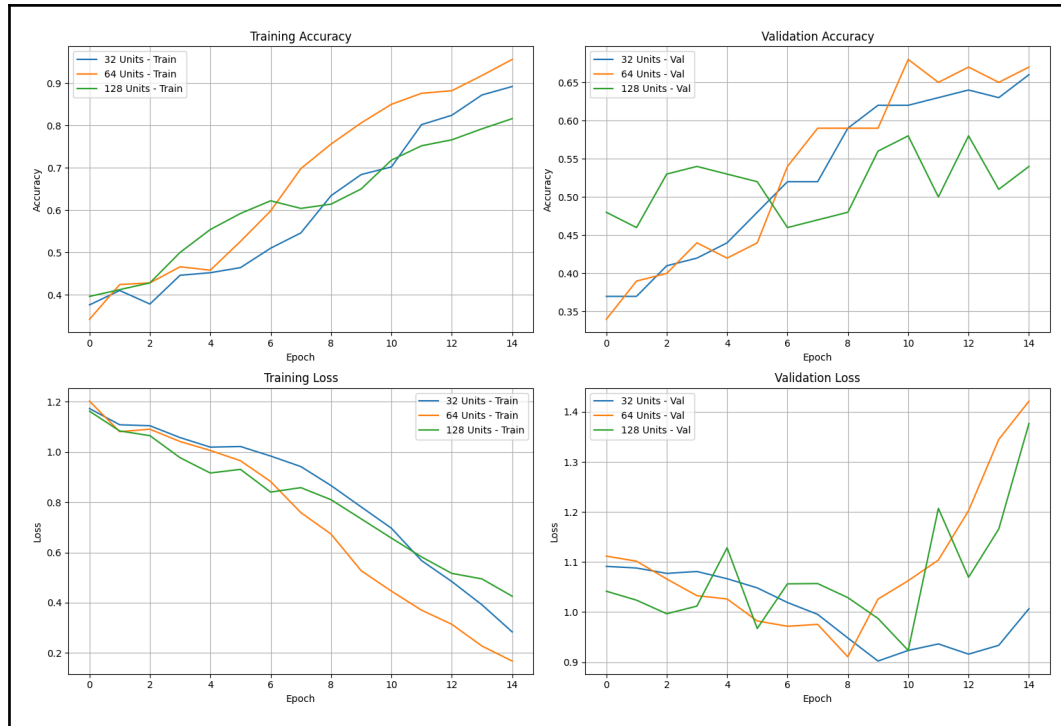 Training Accuracy
32 Units - Train
64 Units - Train
128 Units - Train
Accuracy
0.9
0.8
0.7
0.6
0.5
0.4
0 2 4 6 8 10 12 14
Epoch
Validation Accuracy
32 Units - Val
64 Units - Val
128 Units - Val
Accuracy
0.65
0.60
0.55
0.50
0.45
0.40
0.35
0 2 4 6 8 10 12 14
Epoch
Training Loss
32 Units - Train
64 Units - Train
128 Units - Train
Loss
1.2
1.0
0.8
0.6
0.4
0.2
0 2 4 6 8 10 12 14
Epoch
Validation Loss
32 Units - Val
64 Units - Val
128 Units - Val
Loss
1.4
1.3
1.2
1.1
1.0
0.9
0 2 4 6 8 10 12 14
Epoch